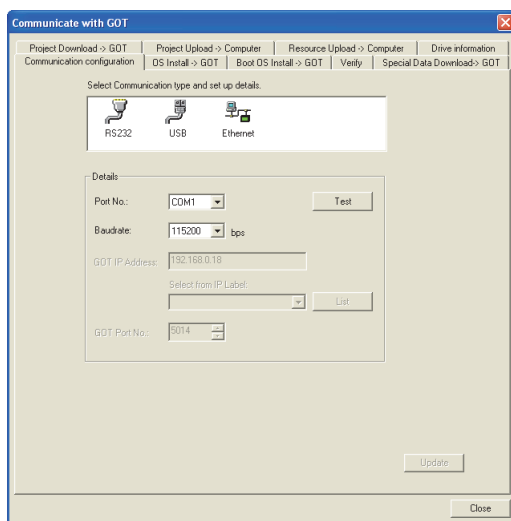 Communicate with GOT
Project Download -> GOT Project Upload -> Computer Resource Upload -> Computer Drive information
Communication configuration OS Install -> GOT Boot OS Install -> GOT Verify Special Data Download-> GOT
Select Communication type and set up details.
RS232 USB Ethernet
Details
Port No.: COM1 Test
Baudrate: 115200 bps
GOT IP Address: 192.168.0.18
Select from IP Label:
List
GOT Port No.: 5014
Update
Close